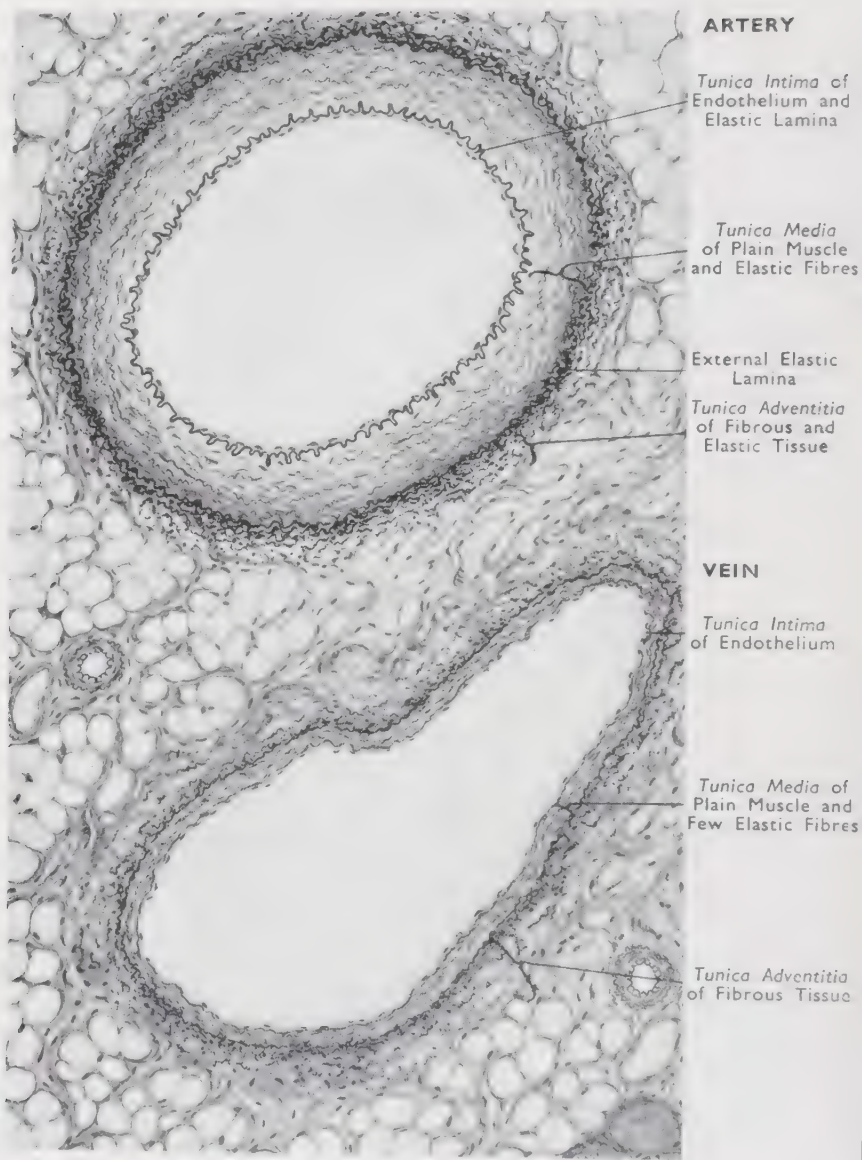 ARTERY
Tunica Intima of
Endothelium and
Elastic Lamina
Tunica Media
of Plain Muscle
and Elastic Fibres
External Elastic
Lamina
Tunica Adventitia
of Fibrous and
Elastic Tissue
VEIN
Tunica Intima
of Endothelium
Tunica Media of
Plain Muscle and
Few Elastic Fibres
Tunica Adventitia
of Fibrous Tissue